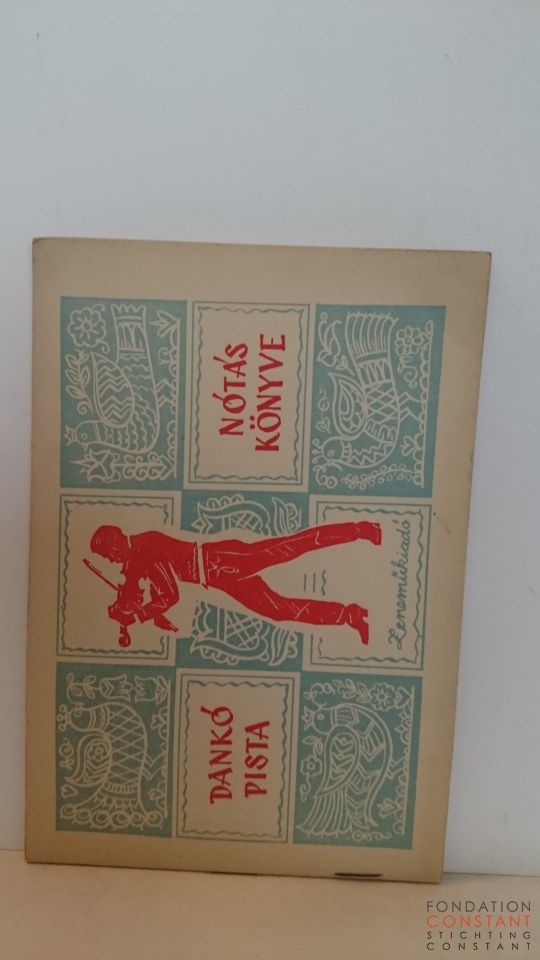 DANKÓ
PISTA
NÓTÁS
KÖNYVE
Zeneműkiadó
FONDATION
CONSTANT
STICHTING
CONSTANT